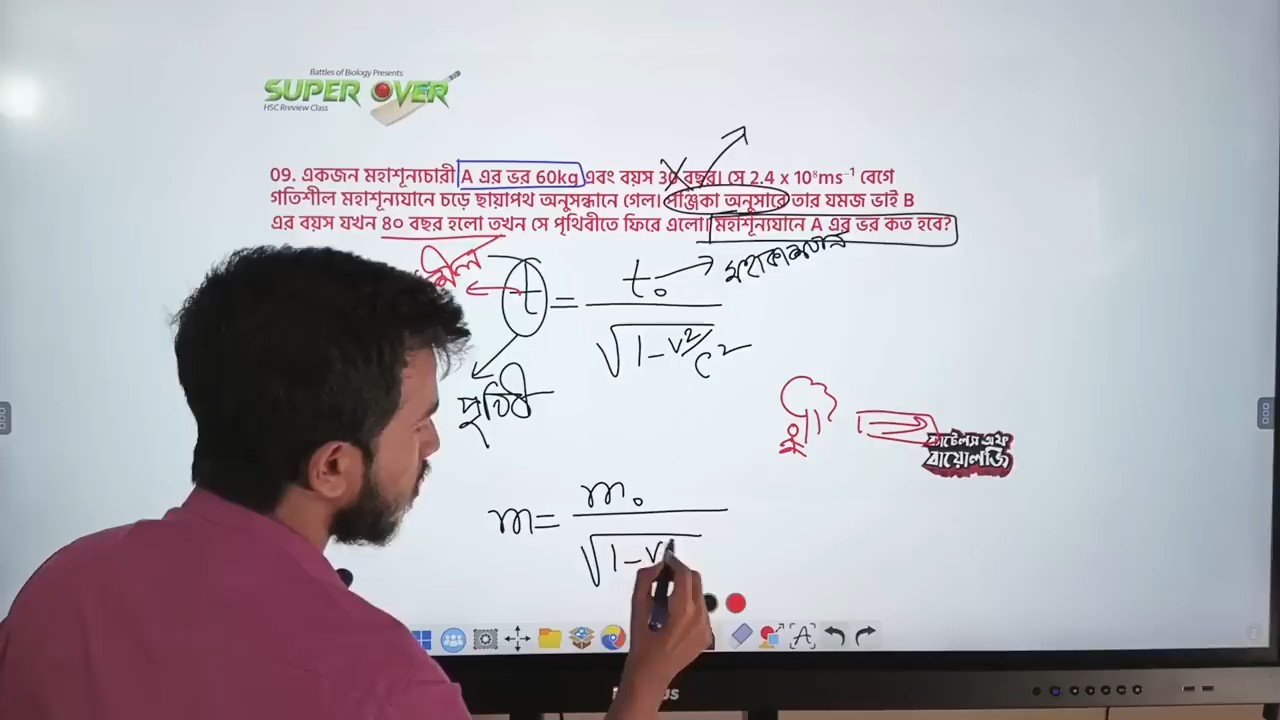 Battles of Biology Presents
SUPER OVER
HSC Rreview Class
09. একজন মহাশূন্যচারী A এর ভর 60kg এবং বয়স 30 বছর। সে 2.4 x 10⁸ms⁻¹ বেগে
গতিশীল মহাশূন্যযানে চড়ে ছায়াপথ অনুসন্ধানে গেল। পঞ্জিকা অনুসারে তার যমজ ভাই B
এর বয়স যখন ৪০ বছর হলো তখন সে পৃথিবীতে ফিরে এলো। মহাশূন্যযানে A এর ভর কত হবে?
t = t₀ / √1-v²/c²
পৃথিবী
ব্যাটেলস অফ
বায়োলজি
m = m₀ / √1-v